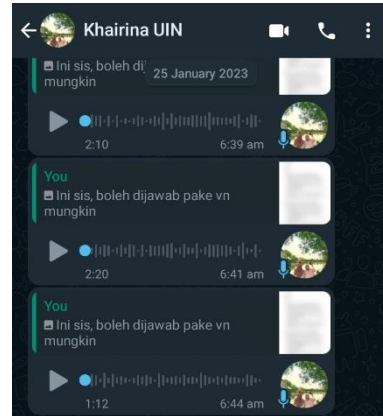 Khairina UIN
Ini sis, boleh di
25 January 2023
mungkin
2:10 6:39 am
You
Ini sis, boleh dijawab pake vn
mungkin
2:20 6:41 am
You
Ini sis, boleh dijawab pake vn
mungkin
1:12 6:44 am